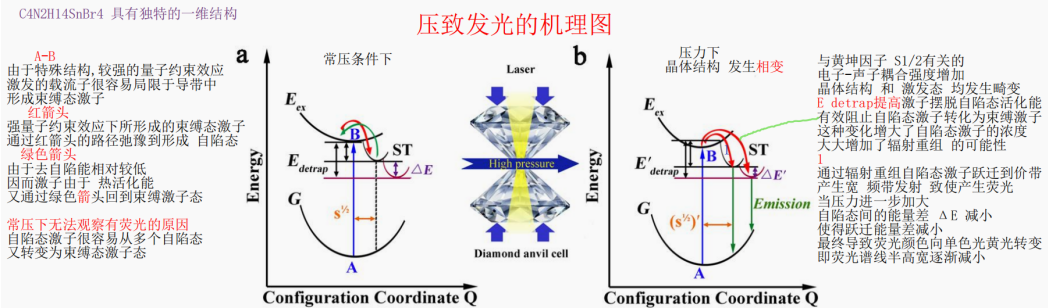 C4N2H14SnBr4 具有独特的一维结构
压致发光的机理图
A-B
由于特殊结构,较强的量子约束效应
激发的载流子很容易局限于导带中
形成束缚态激子
红箭头
强量子约束效应下所形成的束缚态激子
通过红箭头的路径弛豫到形成 自陷态
绿色箭头
由于去自陷能相对较低
因而激子由于 热活化能
又通过绿色箭头回到束缚激子态
常压下无法观察有荧光的原因
自陷态激子很容易从多个自陷态
又转变为束缚态激子态
a
常压条件下
Energy
Eex
B
ST
Edetrap
ΔE
G
s½
A
Configuration Coordinate Q
Laser
High pressure
Diamond anvil cell
b
压力下
晶体结构 发生相变
Energy
Eex
B
ST
E'detrap
ΔE'
G
Emission
(s½)'
A
Configuration Coordinate Q
与黄坤因子 S1/2有关的
电子-声子耦合强度增加
晶体结构 和 激发态 均发生畸变
E detrap提高激子摆脱自陷态活化能
有效阻止自陷态激子转化为束缚激子
这种变化增大了自陷态激子的浓度
大大增加了辐射重组 的可能性
1
通过辐射重组自陷态激子跃迁到价带
产生宽 频带发射 致使产生荧光
当压力进一步加大
自陷态间的能量差 ΔE 减小
使得跃迁能量差减小
最终导致荧光颜色向单色光黄光转变
即荧光谱线半高宽逐渐减小